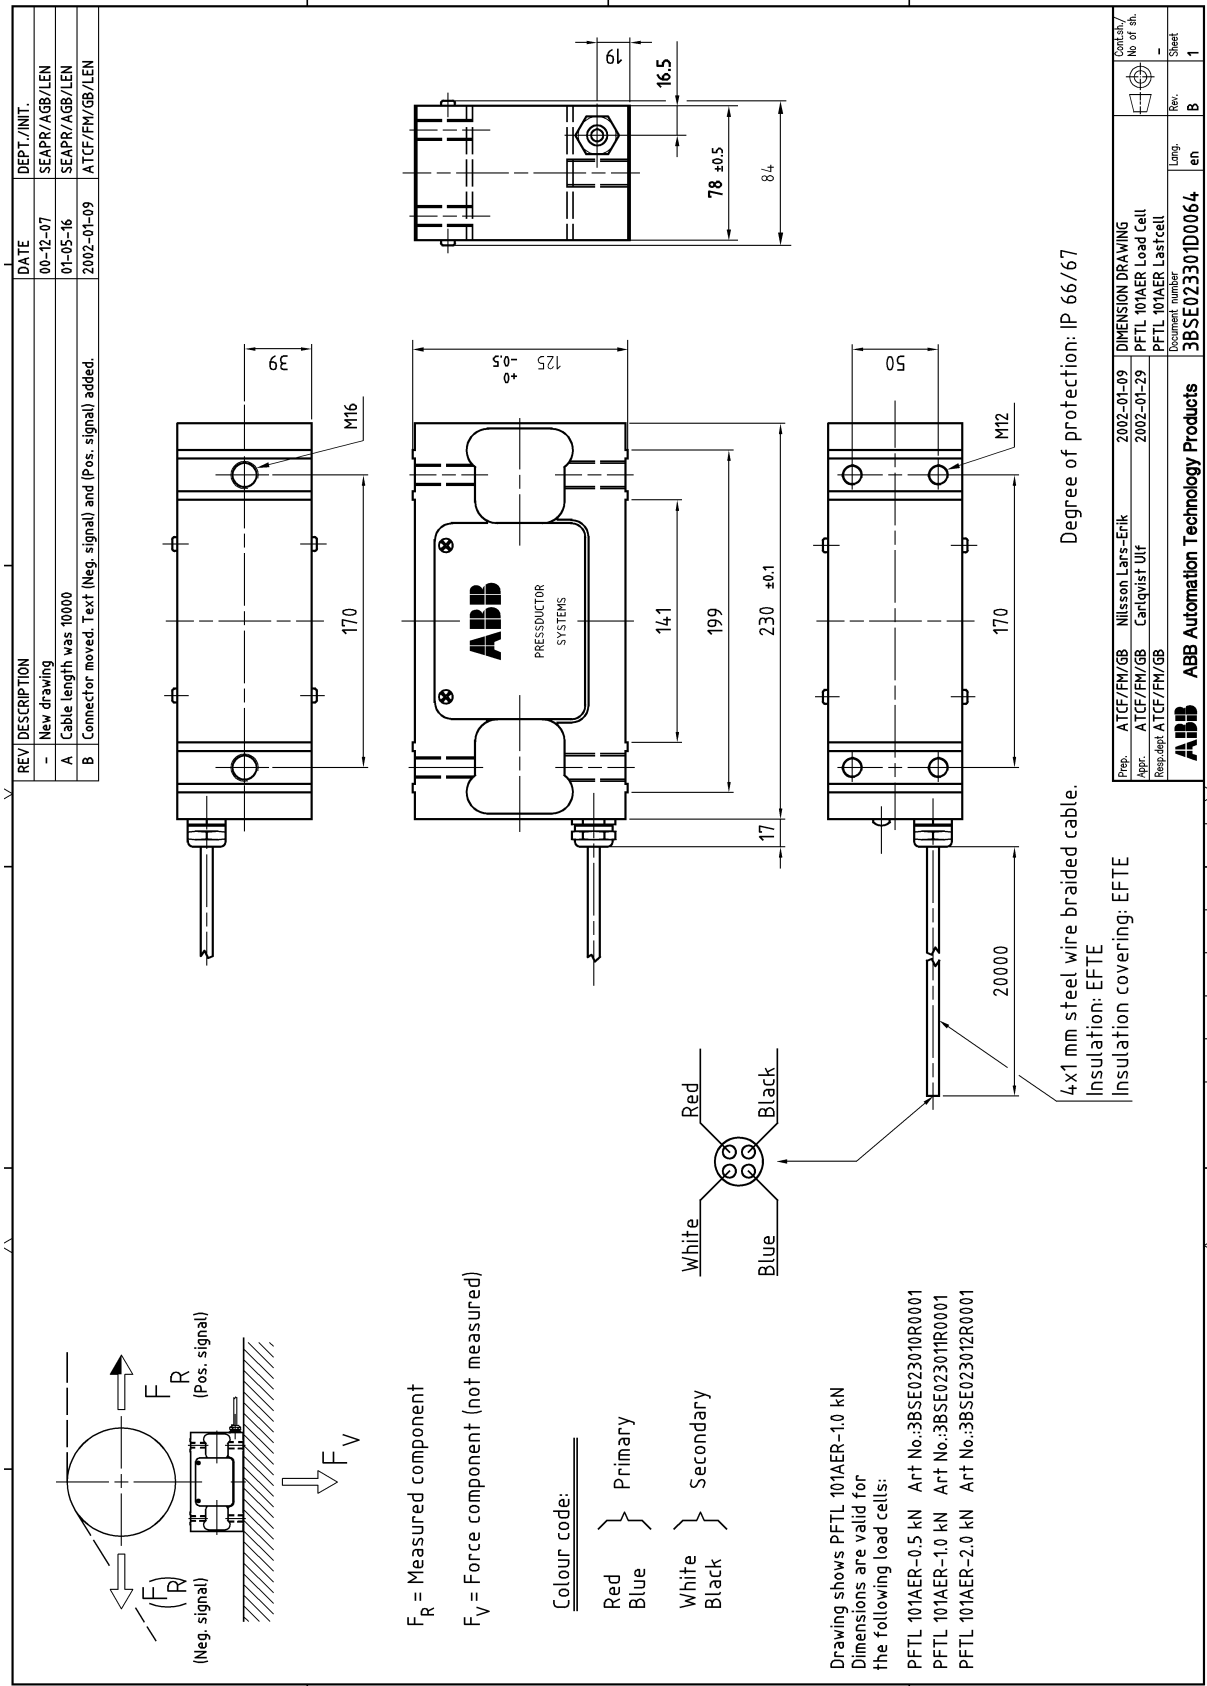 REV DESCRIPTION DATE DEPT./INIT.
- New drawing 00-12-07 SEAPR/AGB/LEN
A Cable length was 10000 01-05-16 SEAPR/AGB/LEN
B Connector moved. Text (Neg. signal) and (Pos. signal) added. 2002-01-09 ATCF/FM/GB/LEN
19
16.5
78 ±0.5
84
39
M16
170
125 +0 -0.5
ABB
PRESSDUCTOR
SYSTEMS
141
199
230 ±0.1
17
50
M12
170
20000
F R
(Pos. signal)
(F R)
(Neg. signal)
F V
F R = Measured component
F V = Force component (not measured)
Colour code:
Red
Blue
Primary
White
Black
Secondary
White
Red
Blue
Black
Drawing shows PFTL 101AER-1.0 kN
Dimensions are valid for
the following load cells:
PFTL 101AER-0.5 kN Art No.:3BSE023010R0001
PFTL 101AER-1.0 kN Art No.:3BSE023011R0001
PFTL 101AER-2.0 kN Art No.:3BSE023012R0001
4x1 mm steel wire braided cable.
Insulation: EFTE
Insulation covering: EFTE
Degree of protection: IP 66/67
Prep. ATCF/FM/GB Nilsson Lars-Erik 2002-01-09
Appr. ATCF/FM/GB Carlqvist Ulf 2002-01-29
Resp.dept ATCF/FM/GB
ABB ABB Automation Technology Products
DIMENSION DRAWING
PFTL 101AER Load Cell
PFTL 101AER Lastcell
Document number
3BSE023301D0064
Lang.
en
Rev.
B
Cont.sh./
No of sh.
-
Sheet
1